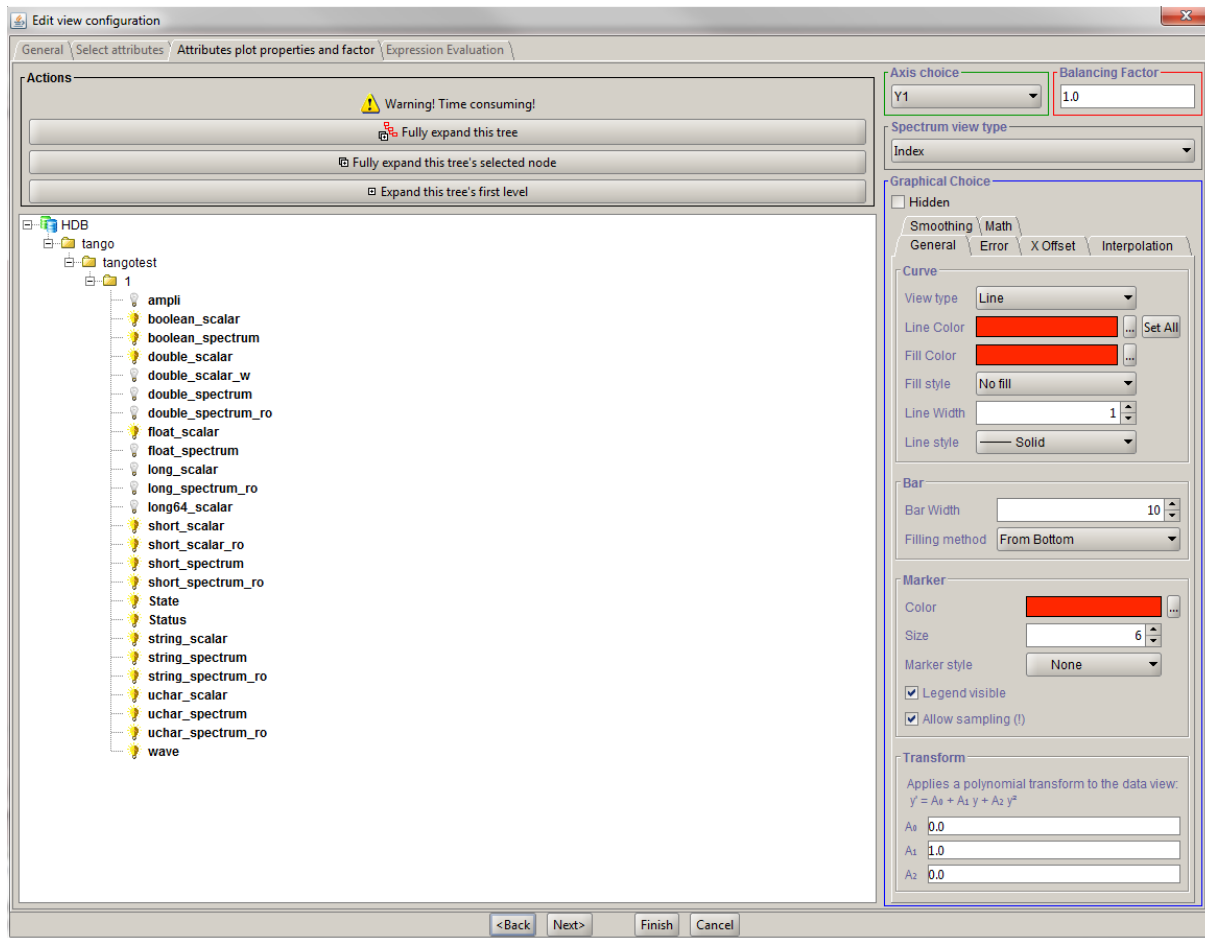 Edit view configuration
General Select attributes Attributes plot properties and factor Expression Evaluation
Actions
Warning! Time consuming!
Fully expand this tree
Fully expand this tree's selected node
Expand this tree's first level
HDB
tango
tangotest
1
ampli
boolean_scalar
boolean_spectrum
double_scalar
double_scalar_w
double_spectrum
double_spectrum_ro
float_scalar
float_spectrum
long_scalar
long_spectrum_ro
long64_scalar
short_scalar
short_scalar_ro
short_spectrum
short_spectrum_ro
State
Status
string_scalar
string_spectrum
string_spectrum_ro
uchar_scalar
uchar_spectrum
uchar_spectrum_ro
wave
Axis choice Balancing Factor
Y1 1.0
Spectrum view type
Index
Graphical Choice
Hidden
Smoothing Math
General Error X Offset Interpolation
Curve
View type Line
Line Color ... Set All
Fill Color ...
Fill style No fill
Line Width 1
Line style Solid
Bar
Bar Width 10
Filling method From Bottom
Marker
Color ...
Size 6
Marker style None
Legend visible
Allow sampling (!)
Transform
Applies a polynomial transform to the data view:
y' = A₀ + A₁ y + A₂ y²
A₀ 0.0
A₁ 1.0
A₂ 0.0
<Back Next> Finish Cancel